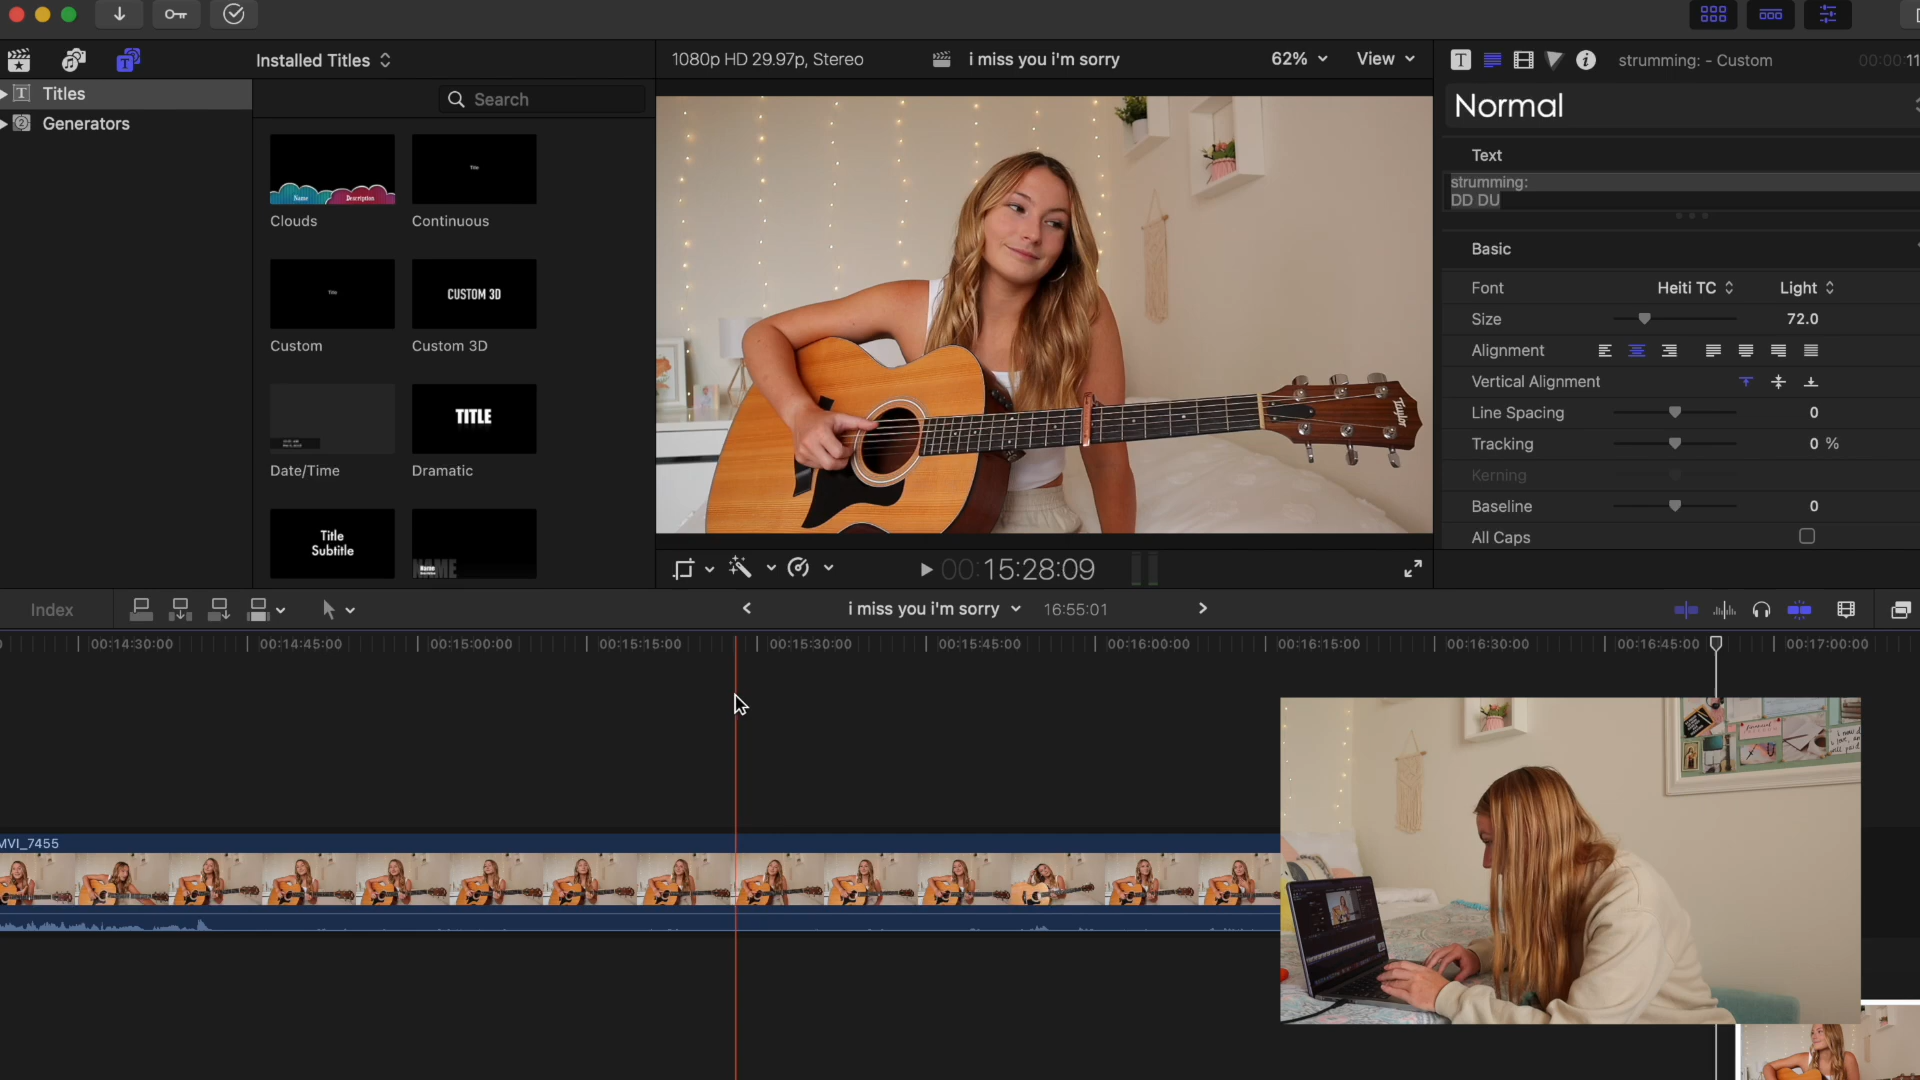 Installed Titles
1080p HD 29.97p, Stereo
i miss you i'm sorry
62%
View
strumming: - Custom
00:00:11
Titles
Generators
Search
Name
Description
Clouds
Title
Continuous
Title
Custom
CUSTOM 3D
Custom 3D
Date/Time
TITLE
Dramatic
Title
Subtitle
NAME
Name
Taylor
Normal
Text
strumming:
DD DU
Basic
Font
Heiti TC
Light
Size
72.0
Alignment
Vertical Alignment
Line Spacing
0
Tracking
0 %
Kerning
Baseline
0
All Caps
00:15:28:09
Index
i miss you i'm sorry
16:55:01
00:14:30:00
00:14:45:00
00:15:00:00
00:15:15:00
00:15:30:00
00:15:45:00
00:16:00:00
00:16:15:00
00:16:30:00
00:16:45:00
00:17:00:00
MVI_7455